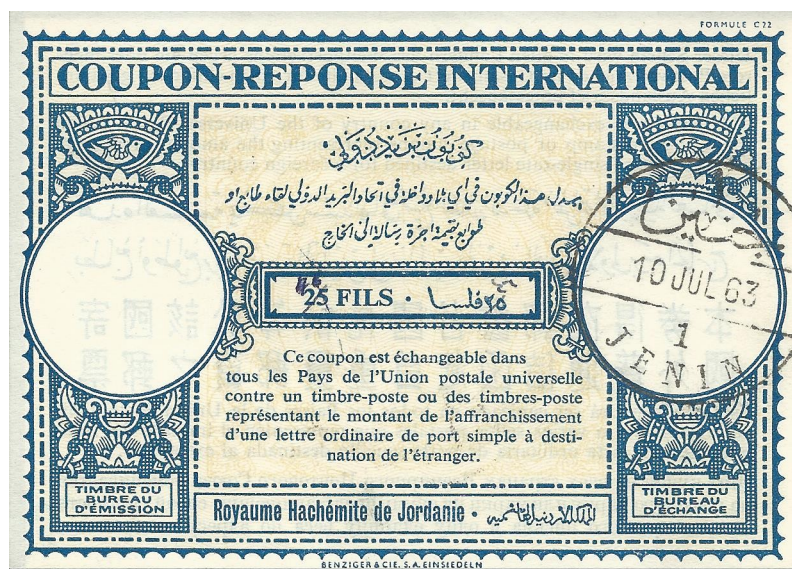 FORMULE C22
COUPON-REPONSE INTERNATIONAL
كوبون بريد دولي
يبدل هذا الكوبون في أي بلاد داخلة في اتحاد البريد الدولي لقاء طابع او
طوابع بقيمة اجرة رسالة الى الخارج
25 FILS · ٢٥ فلسا
Ce coupon est échangeable dans
tous les Pays de l'Union postale universelle
contre un timbre-poste ou des timbres-poste
représentant le montant de l'affranchissement
d'une lettre ordinaire de port simple à desti-
nation de l'étranger.
جنين
10 JUL 63
1
JENIN
TIMBRE DU
BUREAU
D'ÉMISSION
Royaume Hachémite de Jordanie · المملكة الاردنية الهاشمية
TIMBRE DU
BUREAU
D'ÉCHANGE
BENZIGER & CIE. S.A. EINSIEDELN